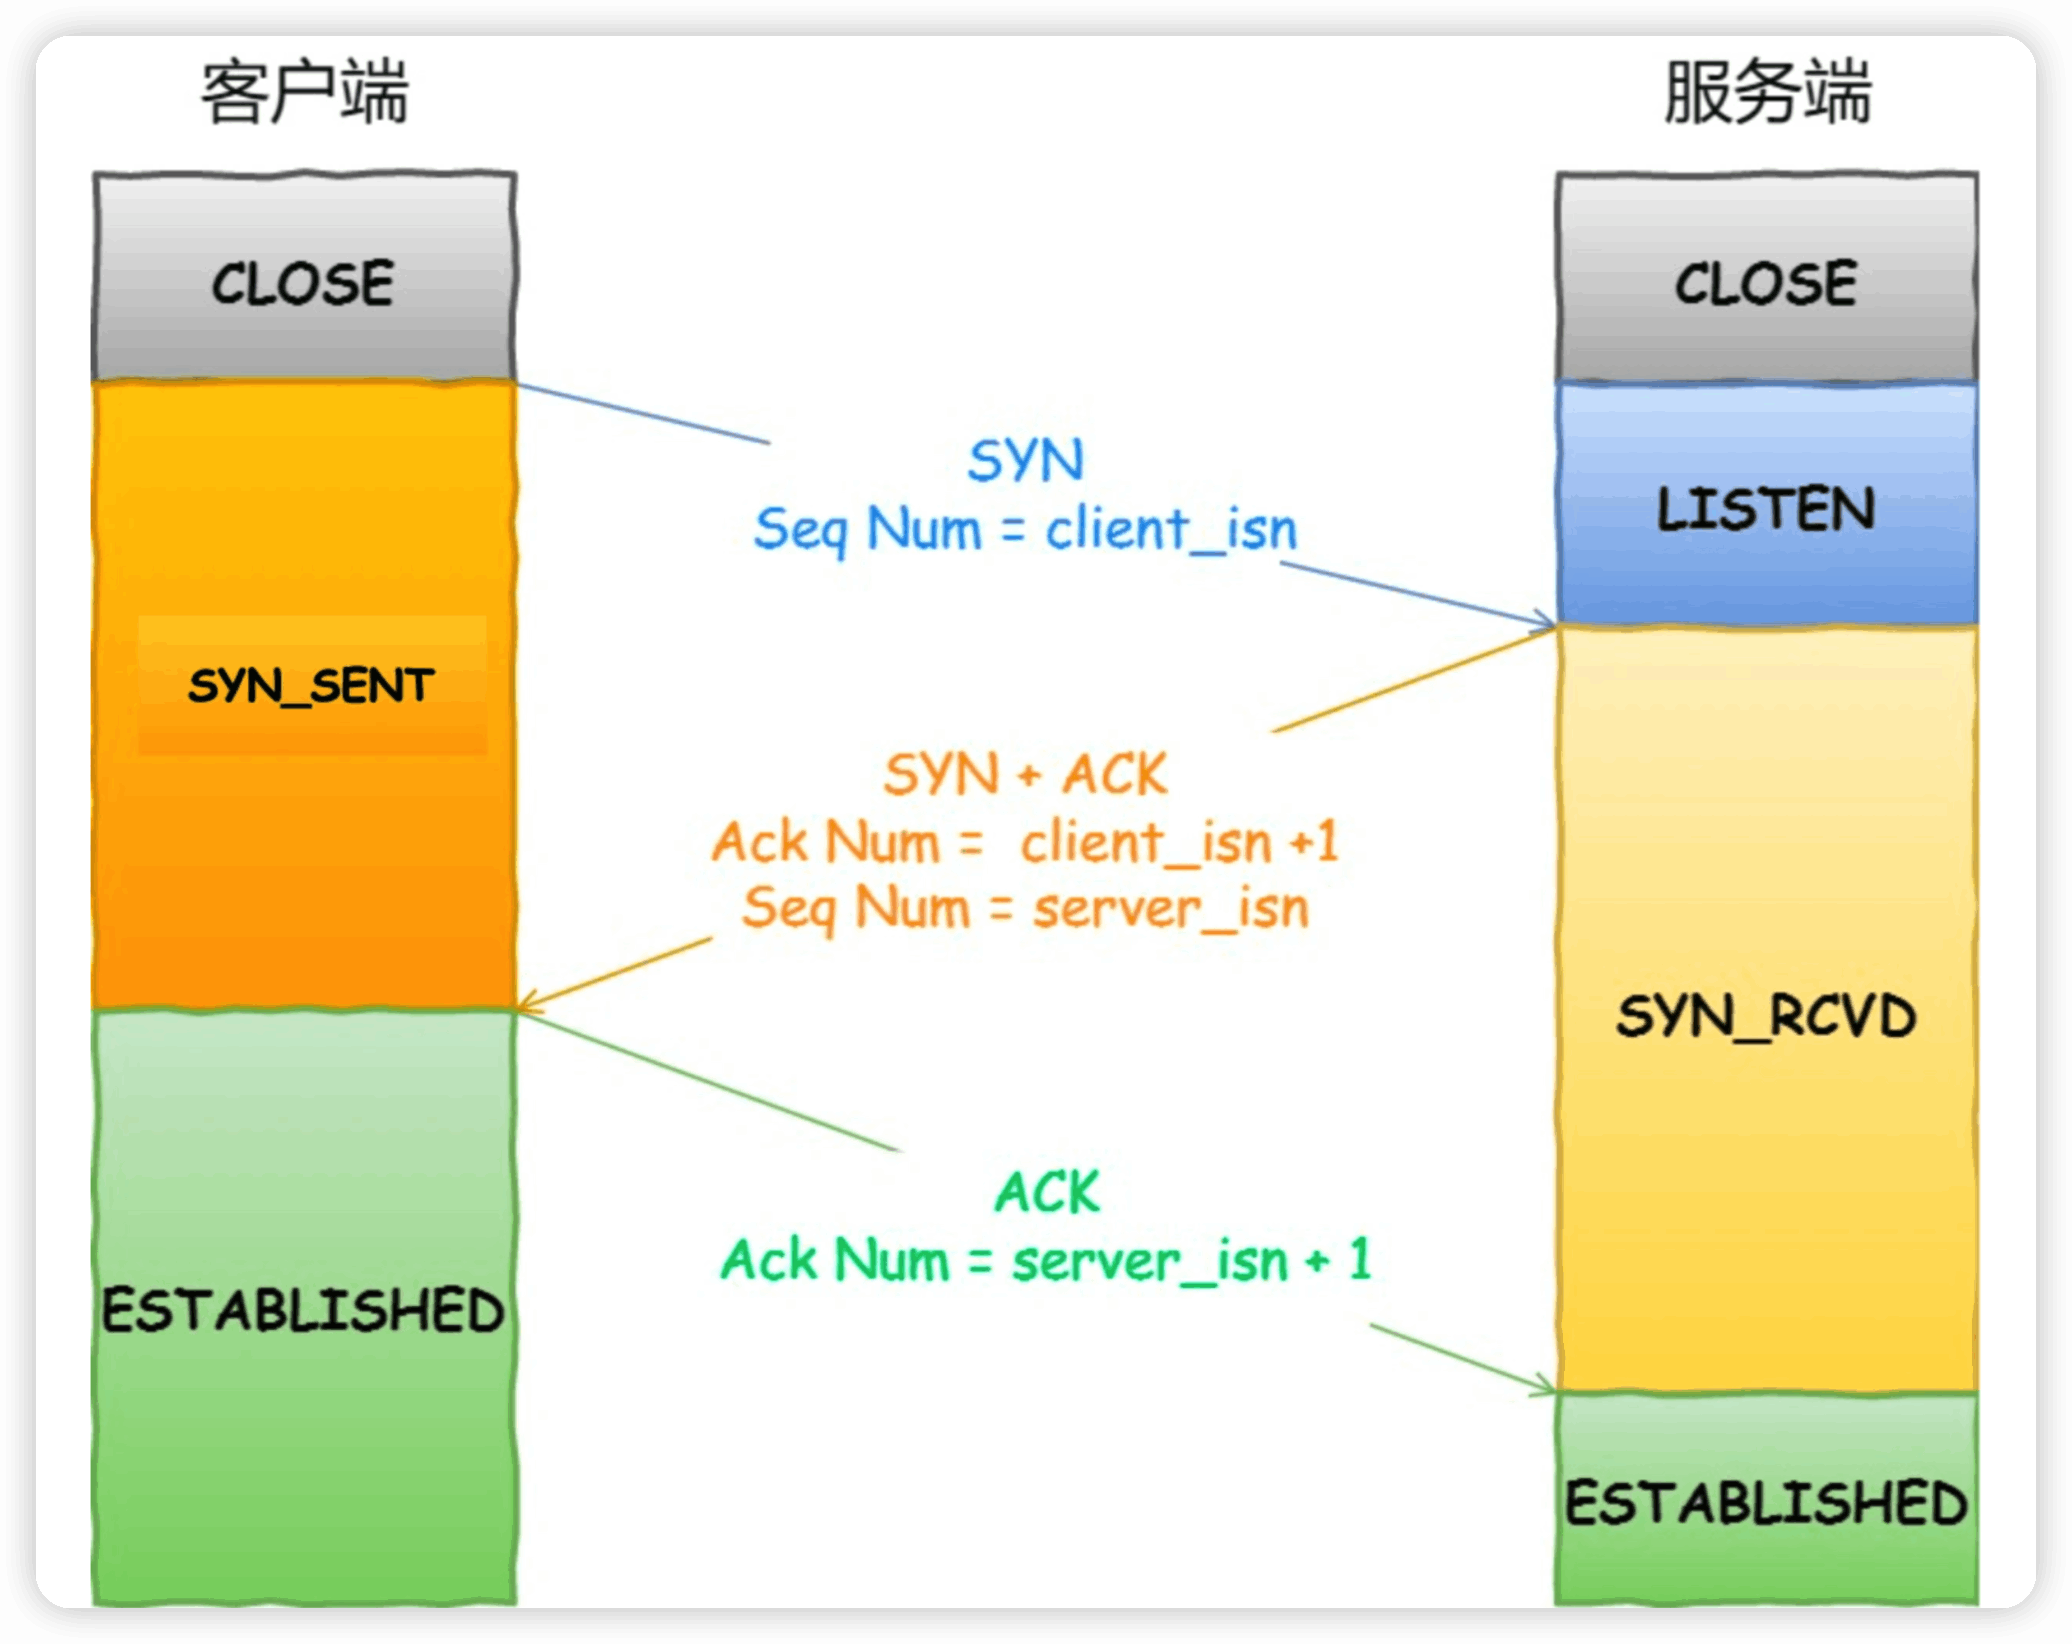 客户端
服务端
CLOSE
CLOSE
SYN
Seq Num = client_isn
LISTEN
SYN_SENT
SYN + ACK
Ack Num = client_isn +1
Seq Num = server_isn
SYN_RCVD
ACK
Ack Num = server_isn + 1
ESTABLISHED
ESTABLISHED